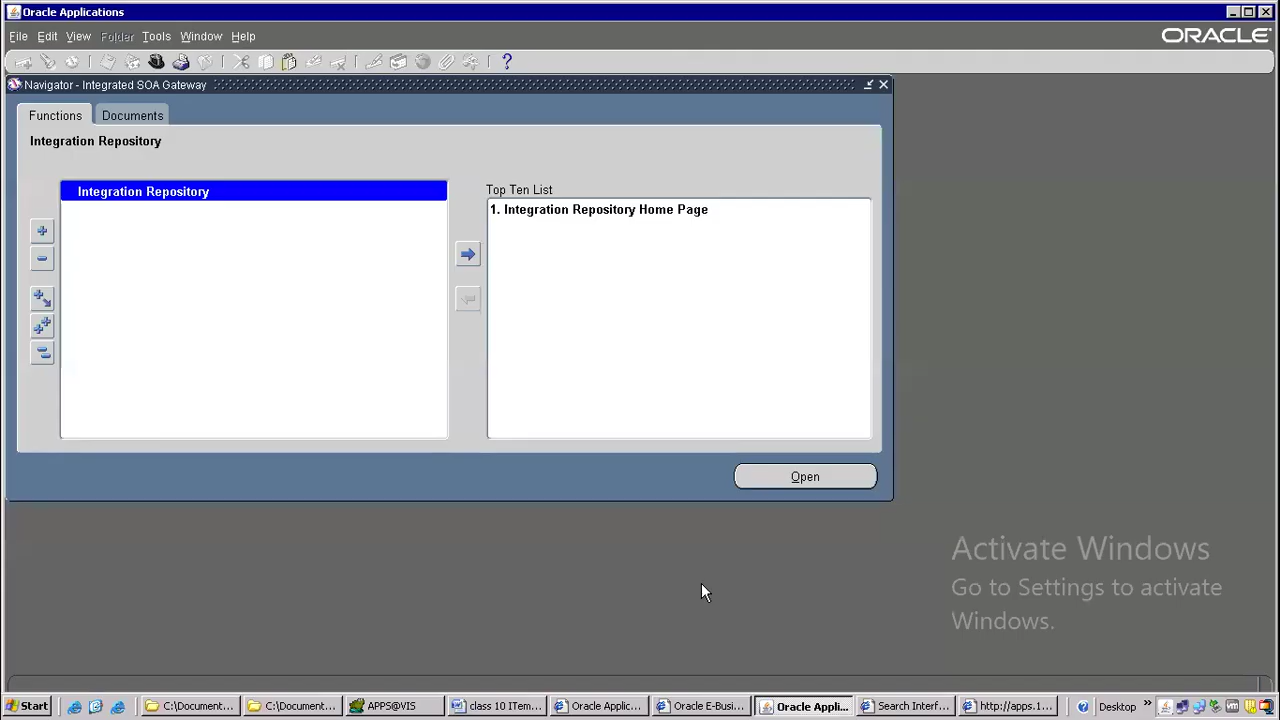 Oracle Applications
File Edit View Folder Tools Window Help
ORACLE
Navigator - Integrated SOA Gateway
Functions Documents
Integration Repository
Integration Repository
Top Ten List
1. Integration Repository Home Page
Open
Activate Windows
Go to Settings to activate
Windows.
Start
C:\Document...
C:\Document...
APPS@VIS
class 10 ITem...
Oracle Applic...
Oracle E-Busi...
Oracle Appli...
Search Interf...
http://apps.1...
Desktop